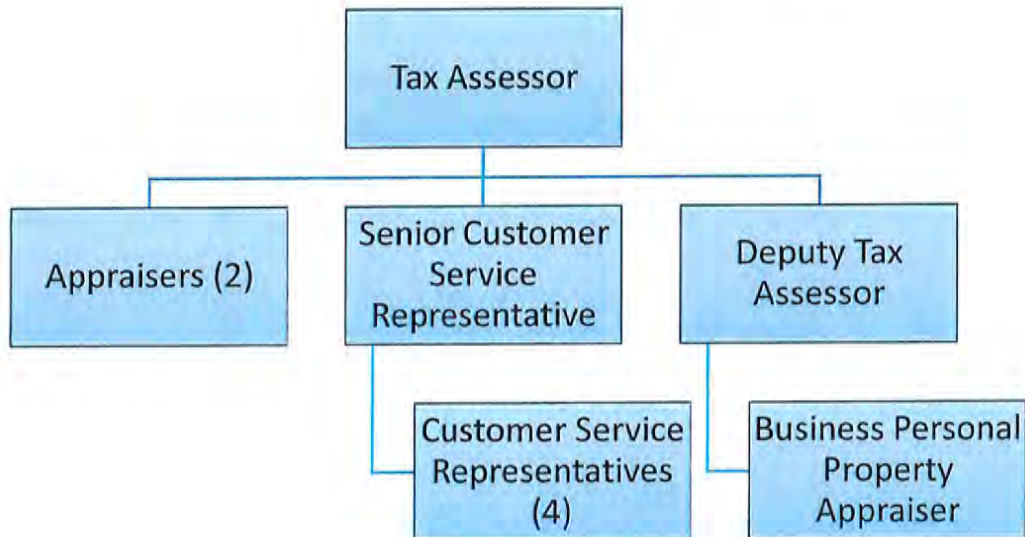 Tax Assessor
Appraisers (2)
Senior Customer
Service
Representative
Deputy Tax
Assessor
Customer Service
Representatives
(4)
Business Personal
Property
Appraiser